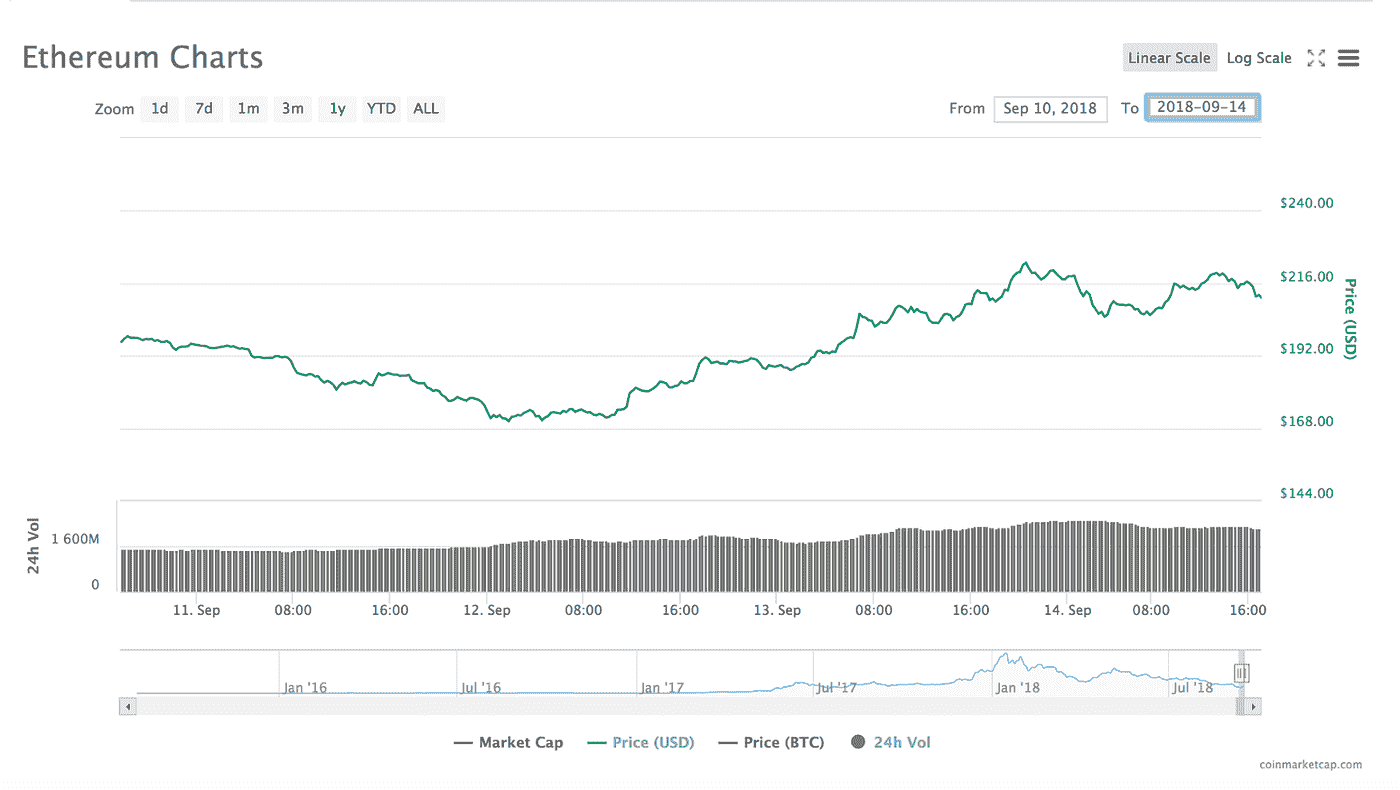 Ethereum Charts
Linear Scale Log Scale
Zoom 1d 7d 1m 3m 1y YTD ALL From Sep 10, 2018 To 2018-09-14
$240.00
$216.00
$192.00
$168.00
$144.00
Price (USD)
24h Vol
1 600M
0
11. Sep 08:00 16:00 12. Sep 08:00 16:00 13. Sep 08:00 16:00 14. Sep 08:00 16:00
Jan '16 Jul '16 Jan '17 Jul '17 Jan '18 Jul '18
Market Cap Price (USD) Price (BTC) 24h Vol
coinmarketcap.com